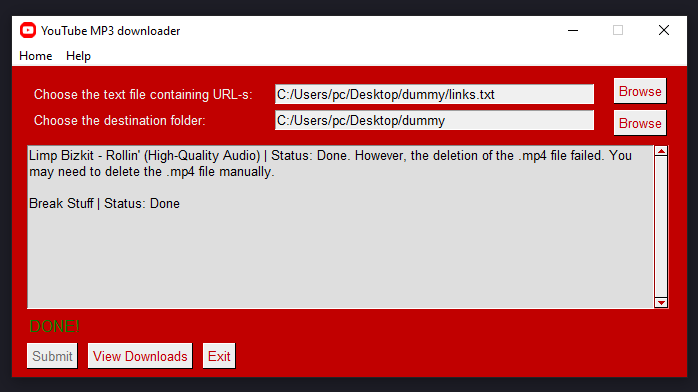 YouTube MP3 downloader
Home Help
Choose the text file containing URL-s: C:/Users/pc/Desktop/dummy/links.txt Browse
Choose the destination folder: C:/Users/pc/Desktop/dummy Browse
Limp Bizkit - Rollin' (High-Quality Audio) | Status: Done. However, the deletion of the .mp4 file failed. You
may need to delete the .mp4 file manually.
Break Stuff | Status: Done
DONE!
Submit View Downloads Exit